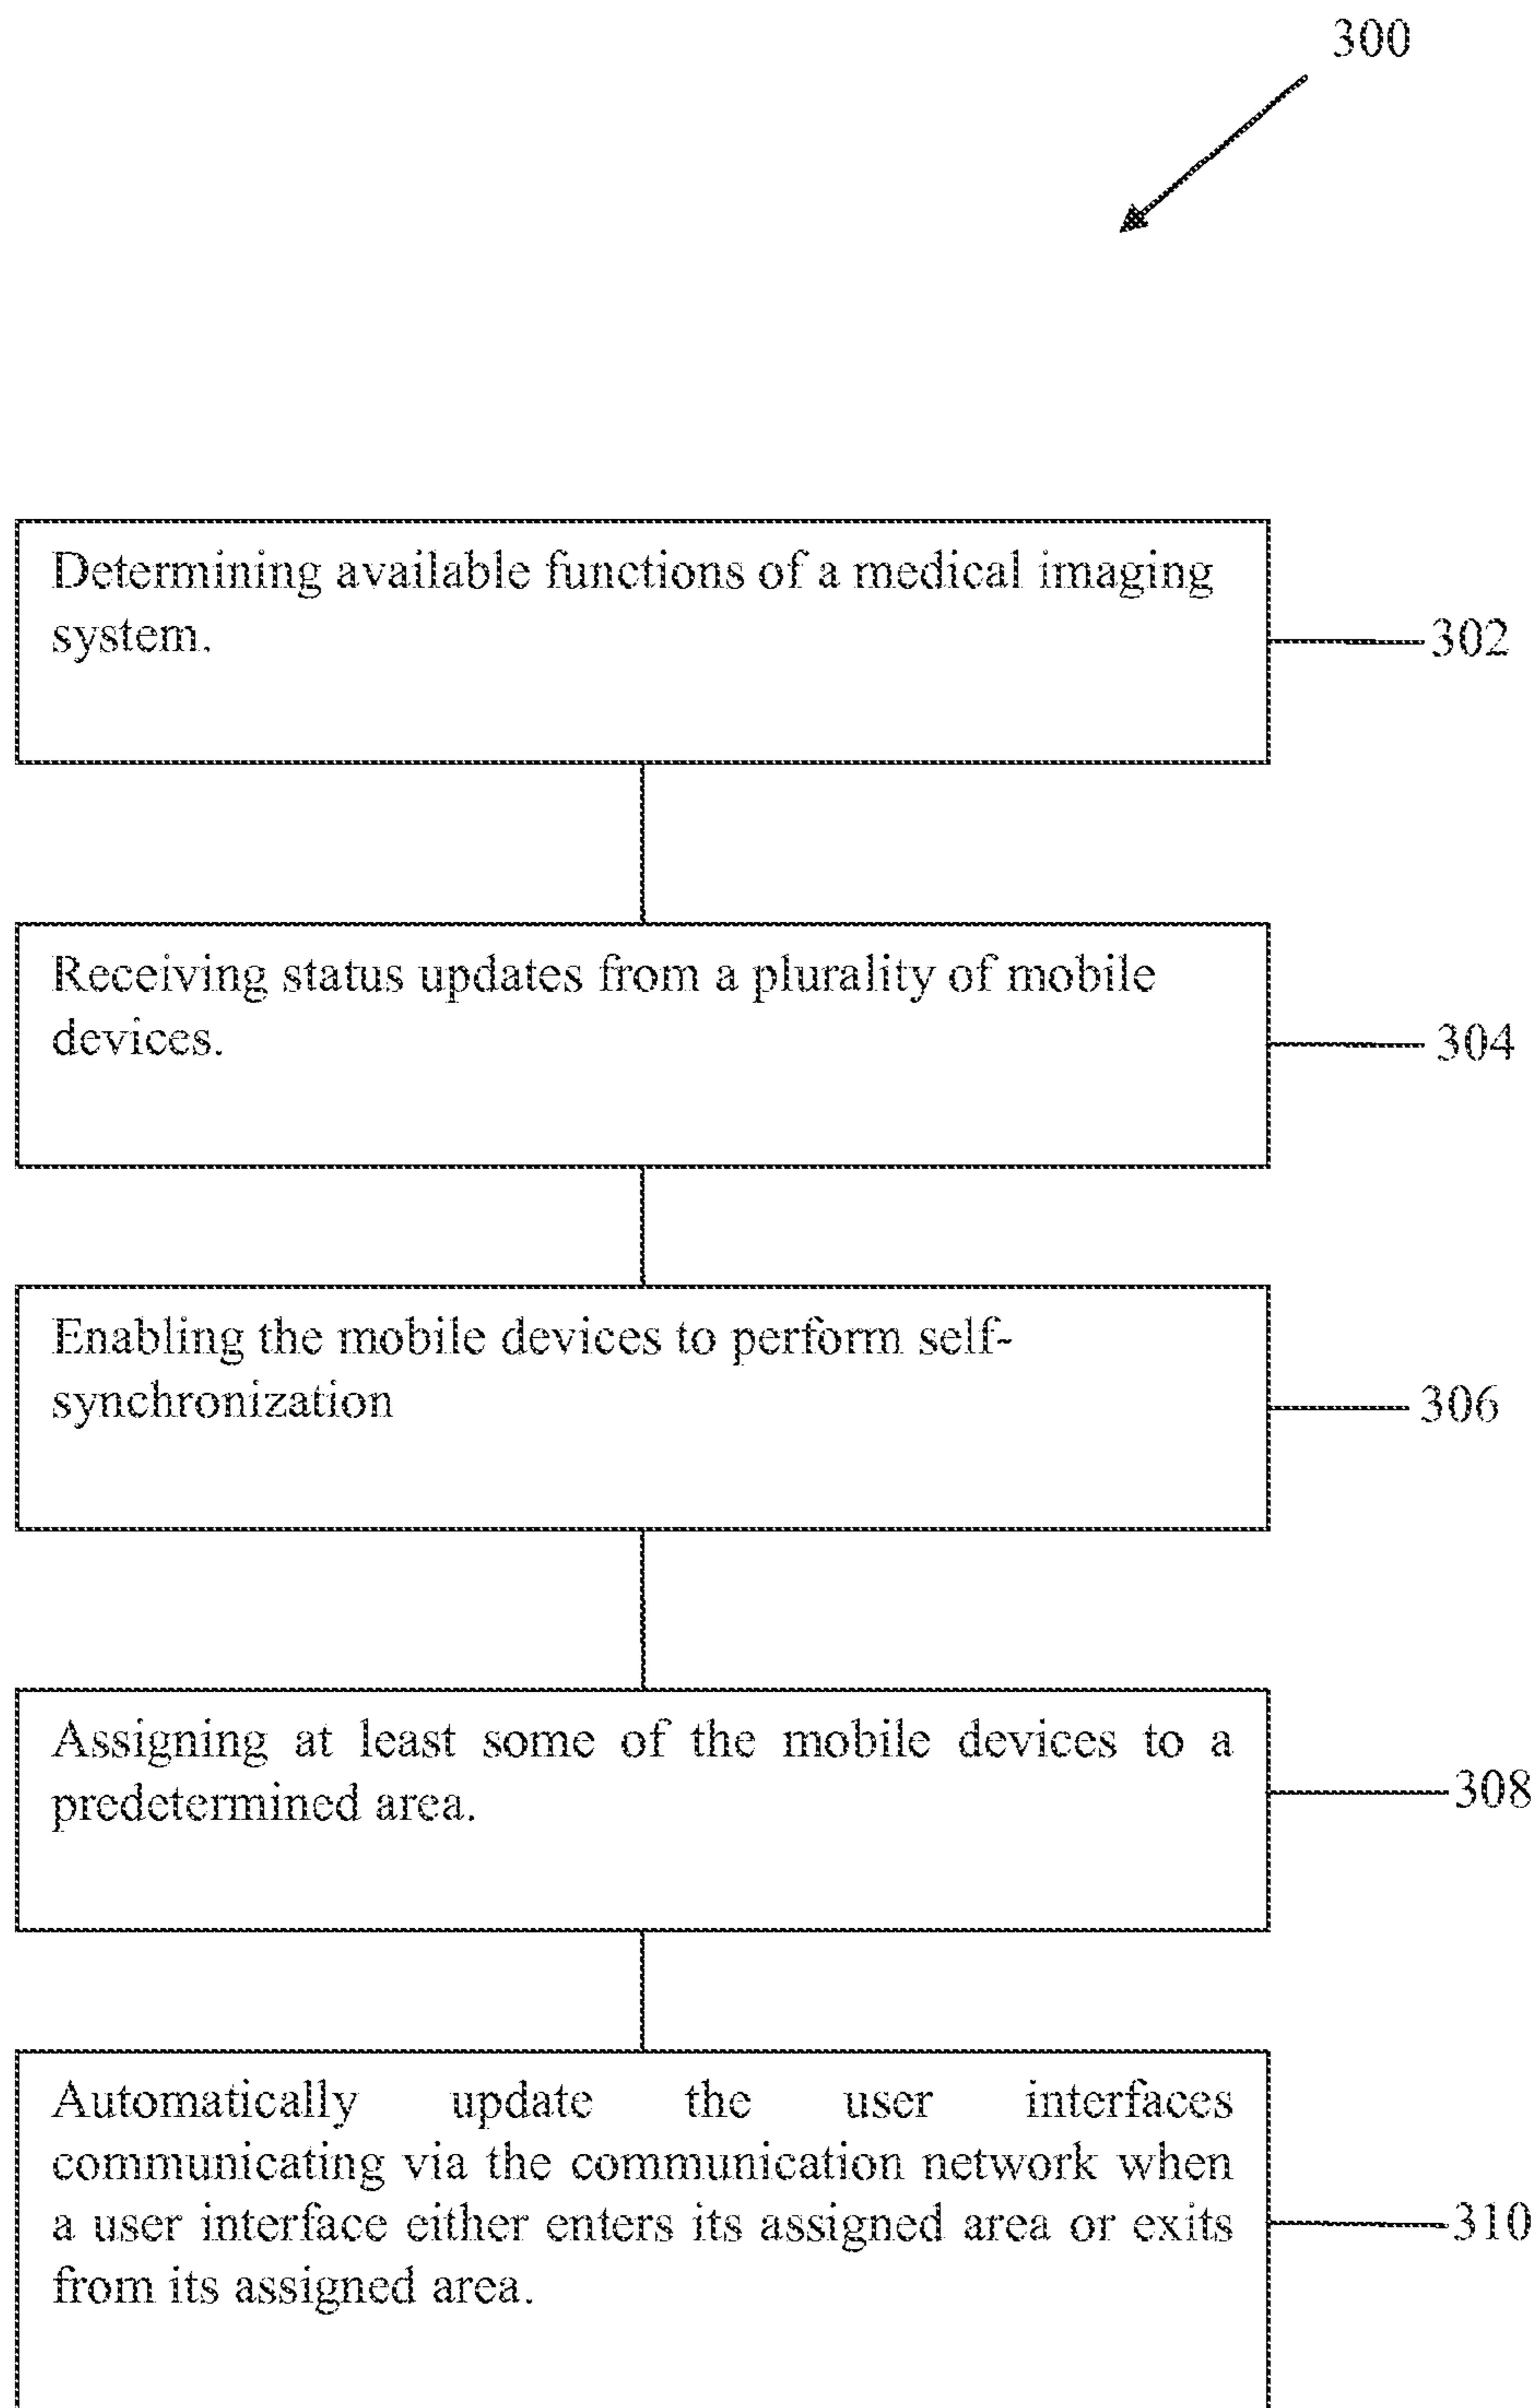 300
Determining available functions of a medical imaging
system.
302
Receiving status updates from a plurality of mobile
devices.
304
Enabling the mobile devices to perform self-
synchronization
306
Assigning at least some of the mobile devices to a
predetermined area.
308
Automatically update the user interfaces
communicating via the communication network when
a user interface either enters its assigned area or exits
from its assigned area.
310